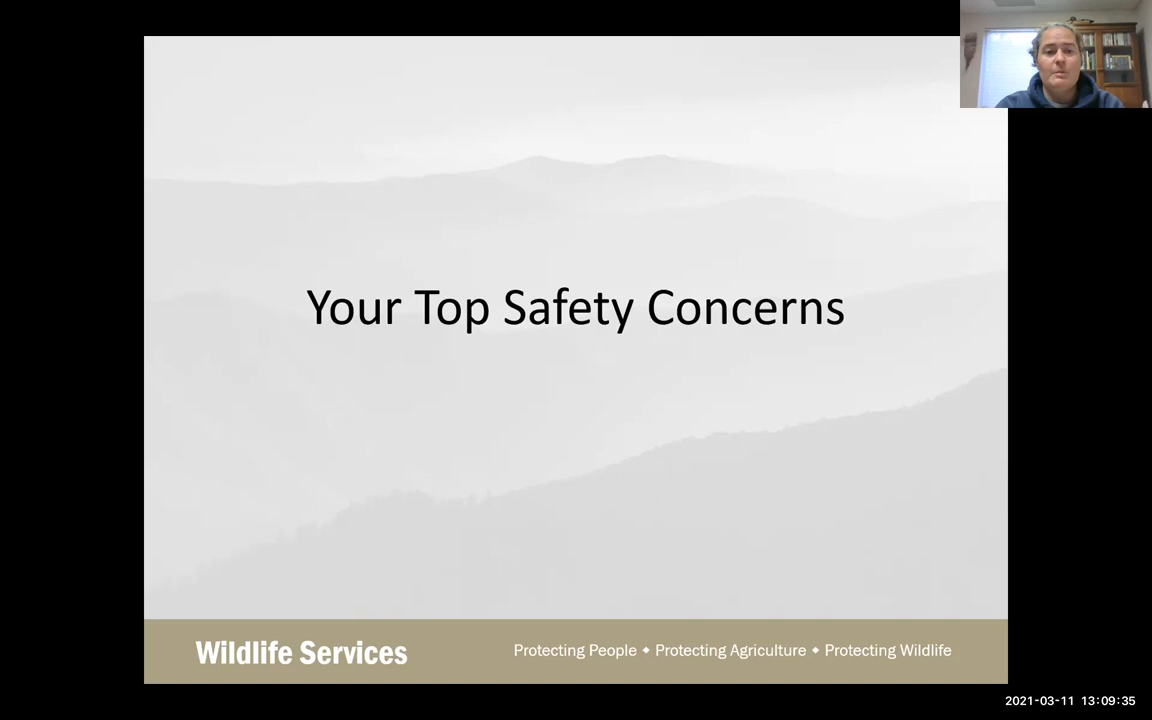 Your Top Safety Concerns
Wildlife Services
Protecting People ◆ Protecting Agriculture ◆ Protecting Wildlife
2021-03-11 13:09:35